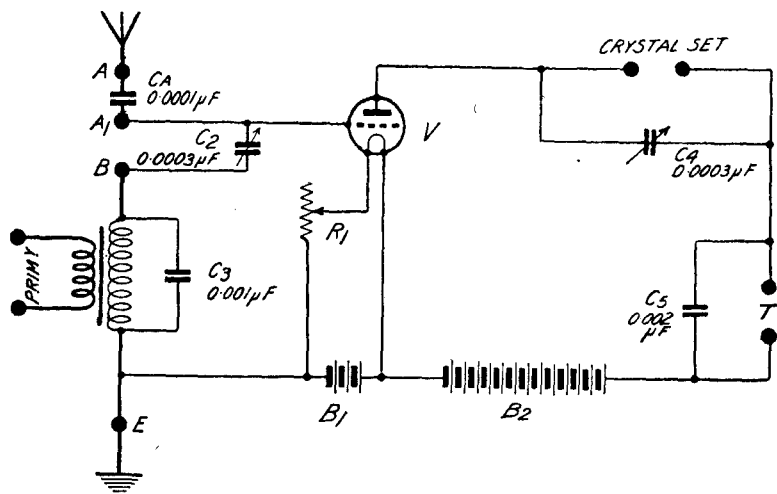 CRYSTAL SET
A
CA
0.0001μF
A1
C2
0.0003μF
V
B
C4
0.0003μF
R1
PRIMY
C3
0.001μF
C5
0.002
μF
T
B1
B2
E